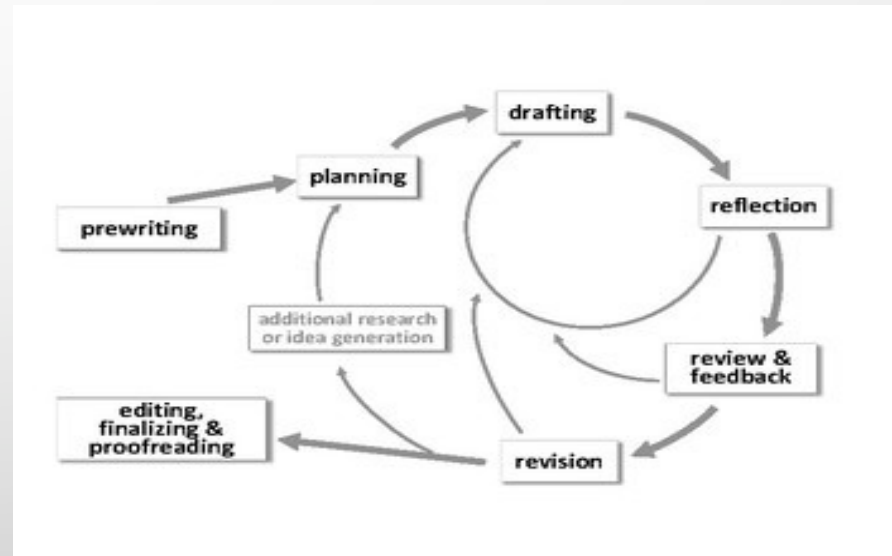 prewriting
planning
drafting
reflection
review &
feedback
revision
additional research
or idea generation
editing,
finalizing &
proofreading